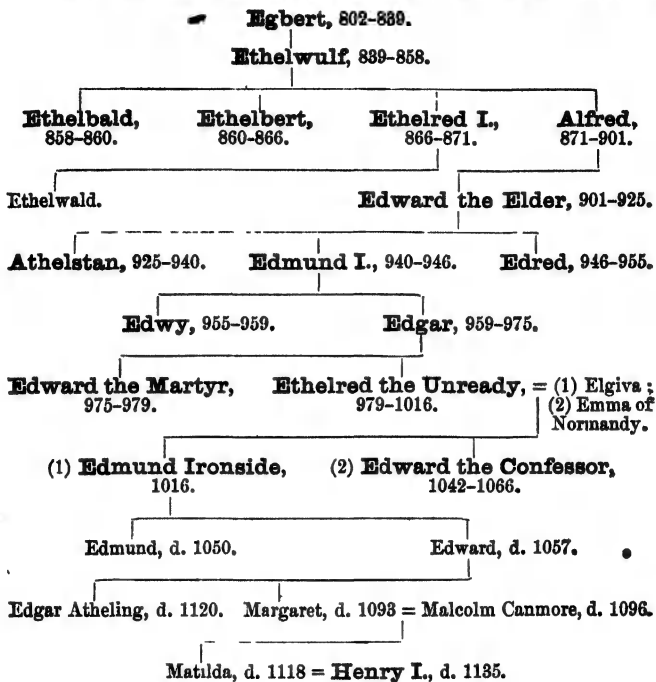 Egbert, 802-839.
Ethelwulf, 839-858.
Ethelbald, Ethelbert, Ethelred I., Alfred,
858-860. 860-866. 866-871. 871-901.
Ethelwald. Edward the Elder, 901-925.
Athelstan, 925-940. Edmund I., 940-946. Edred, 946-955.
Edwy, 955-959. Edgar, 959-975.
Edward the Martyr, Ethelred the Unready, = (1) Elgiva ;
975-979. 979-1016. (2) Emma of
Normandy.
(1) Edmund Ironside, (2) Edward the Confessor,
1016. 1042-1066.
Edmund, d. 1050. Edward, d. 1057.
Edgar Atheling, d. 1120. Margaret, d. 1093 = Malcolm Canmore, d. 1096.
Matilda, d. 1118 = Henry I., d. 1135.